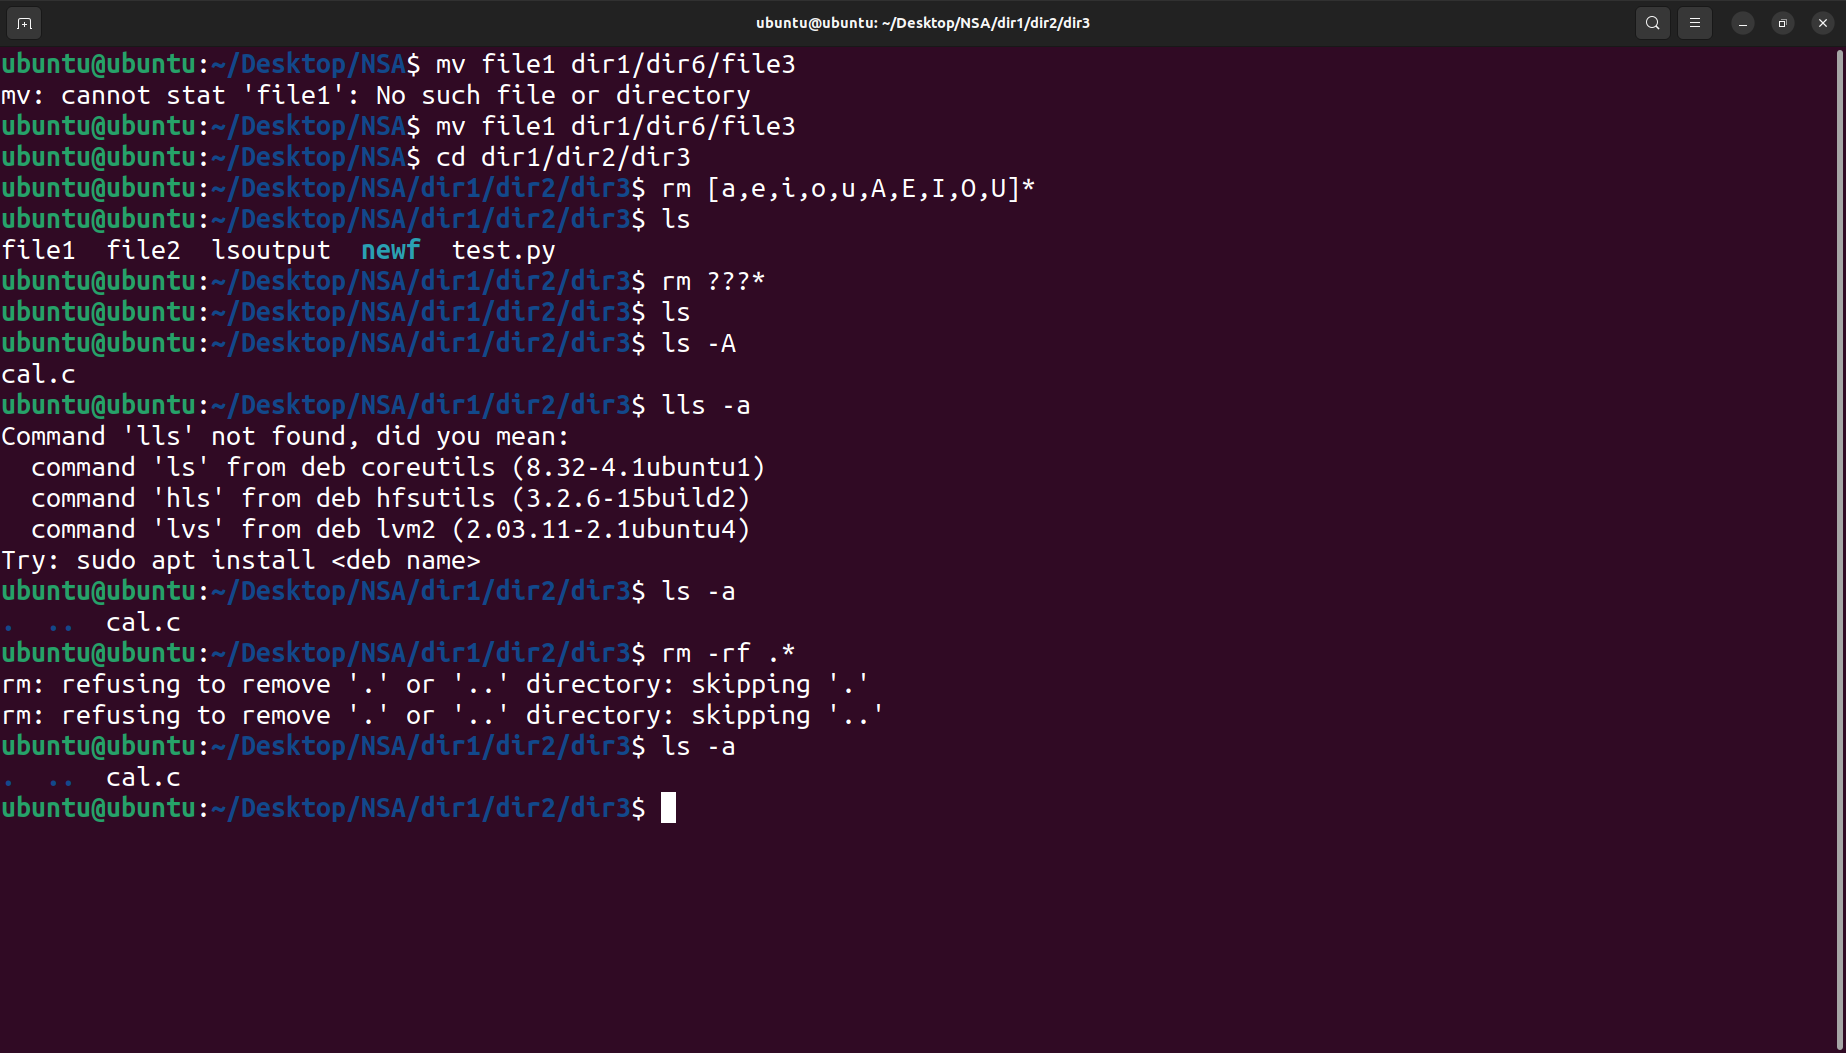 ubuntu@ubuntu: ~/Desktop/NSA/dir1/dir2/dir3
ubuntu@ubuntu:~/Desktop/NSA$ mv file1 dir1/dir6/file3
mv: cannot stat 'file1': No such file or directory
ubuntu@ubuntu:~/Desktop/NSA$ mv file1 dir1/dir6/file3
ubuntu@ubuntu:~/Desktop/NSA$ cd dir1/dir2/dir3
ubuntu@ubuntu:~/Desktop/NSA/dir1/dir2/dir3$ rm [a,e,i,o,u,A,E,I,O,U]*
ubuntu@ubuntu:~/Desktop/NSA/dir1/dir2/dir3$ ls
file1  file2  lsoutput  newf  test.py
ubuntu@ubuntu:~/Desktop/NSA/dir1/dir2/dir3$ rm ???*
ubuntu@ubuntu:~/Desktop/NSA/dir1/dir2/dir3$ ls
ubuntu@ubuntu:~/Desktop/NSA/dir1/dir2/dir3$ ls -A
cal.c
ubuntu@ubuntu:~/Desktop/NSA/dir1/dir2/dir3$ lls -a
Command 'lls' not found, did you mean:
  command 'ls' from deb coreutils (8.32-4.1ubuntu1)
  command 'hls' from deb hfsutils (3.2.6-15build2)
  command 'lvs' from deb lvm2 (2.03.11-2.1ubuntu4)
Try: sudo apt install <deb name>
ubuntu@ubuntu:~/Desktop/NSA/dir1/dir2/dir3$ ls -a
.  ..  cal.c
ubuntu@ubuntu:~/Desktop/NSA/dir1/dir2/dir3$ rm -rf .*
rm: refusing to remove '.' or '..' directory: skipping '.'
rm: refusing to remove '.' or '..' directory: skipping '..'
ubuntu@ubuntu:~/Desktop/NSA/dir1/dir2/dir3$ ls -a
.  ..  cal.c
ubuntu@ubuntu:~/Desktop/NSA/dir1/dir2/dir3$